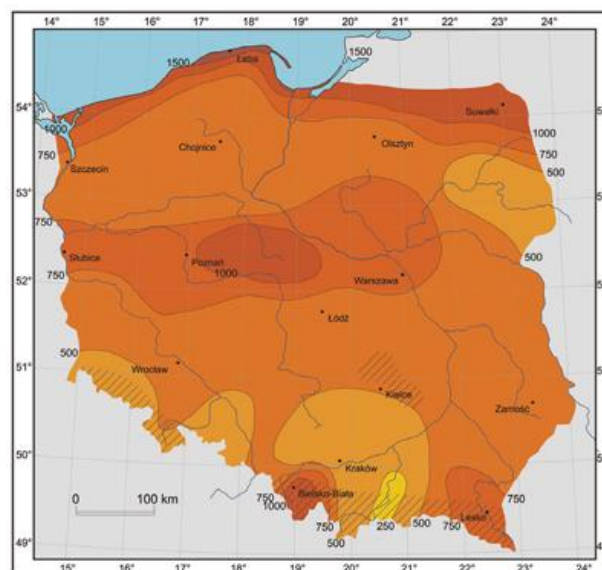 14° 15° 16° 17° 18° 19° 20° 21° 22° 23° 24°
1500
1500
Łeba
54°
1000
Suwałki
1000
Chojnice
Olsztyn
750
750
Szczecin
500
53°
750
500
Słubice
Poznań
1000
Warszawa
52°
750
Łódź
51°
500
Wrocław
Kielce
Zamość
50°
Kraków
0 100 km
750
1000
Bielsko-Biała
750
500
750
250
500
750
Lesko
750
49°
15° 16° 17° 18° 19° 20° 21° 22° 23° 24°